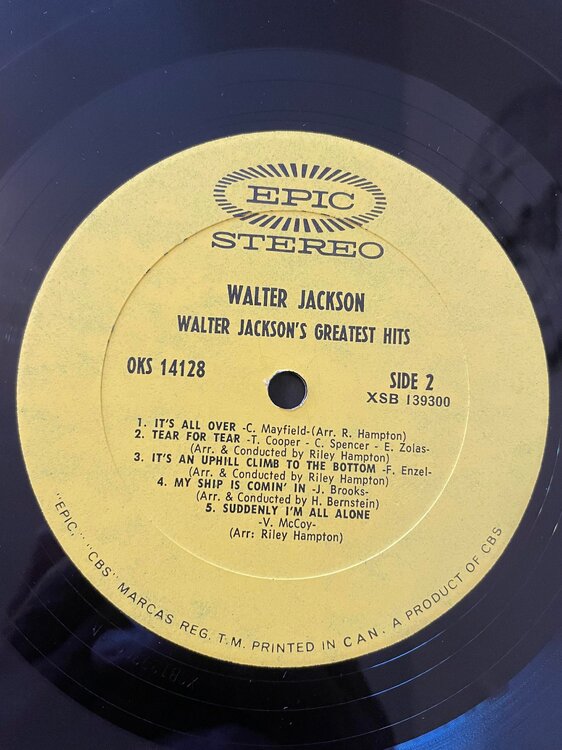 EPIC
STEREO
WALTER JACKSON
WALTER JACKSON'S GREATEST HITS
OKS 14128
SIDE 2
XSB 139300
1. IT'S ALL OVER -C. Mayfield-(Arr. R. Hampton)
2. TEAR FOR TEAR -T. Cooper - C. Spencer - E. Zolas-
(Arr. & Conducted by Riley Hampton)
3. IT'S AN UPHILL CLIMB TO THE BOTTOM -F. Enzel-
(Arr. & Conducted by Riley Hampton)
4. MY SHIP IS COMIN' IN -J. Brooks-
(Arr. & Conducted by H. Bernstein)
5. SUDDENLY I'M ALL ALONE
-V. McCoy-
(Arr: Riley Hampton)
"EPIC," "CBS" MARCAS REG. T.M. PRINTED IN CAN. A PRODUCT OF CBS